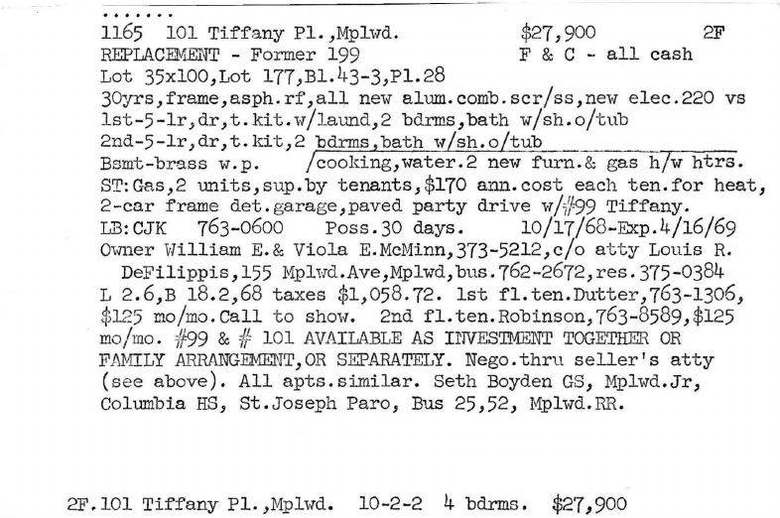 .......
1165 101 Tiffany Pl.,Mplwd. $27,900 2F
REPLACEMENT - Former 199 F & C - all cash
Lot 35x100,Lot 177,Bl.43-3,Pl.28
30yrs,frame,asph.rf,all new alum.comb.scr/ss,new elec.220 vs
1st-5-lr,dr,t.kit.w/laund,2 bdrms,bath w/sh.o/tub
2nd-5-lr,dr,t.kit,2 bdrms,bath w/sh.o/tub
Bsmt-brass w.p. /cooking,water.2 new furn.& gas h/w htrs.
ST:Gas,2 units,sup.by tenants,$170 ann.cost each ten.for heat,
2-car frame det.garage,paved party drive w/#99 Tiffany.
LB:CJK 763-0600 Poss.30 days. 10/17/68-Exp.4/16/69
Owner William E.& Viola E.McMinn,373-5212,c/o atty Louis R.
DeFilippis,155 Mplwd.Ave,Mplwd,bus.762-2672,res.375-0384
L 2.6,B 18.2,68 taxes $1,058.72. 1st fl.ten.Dutter,763-1306,
$125 mo/mo.Call to show. 2nd fl.ten.Robinson,763-8589,$125
mo/mo. #99 & # 101 AVAILABLE AS INVESTMENT TOGETHER OR
FAMILY ARRANGEMENT,OR SEPARATELY. Nego.thru seller's atty
(see above). All apts.similar. Seth Boyden GS, Mplwd.Jr,
Columbia HS, St.Joseph Paro, Bus 25,52, Mplwd.RR.
2F.101 Tiffany Pl.,Mplwd. 10-2-2 4 bdrms. $27,900